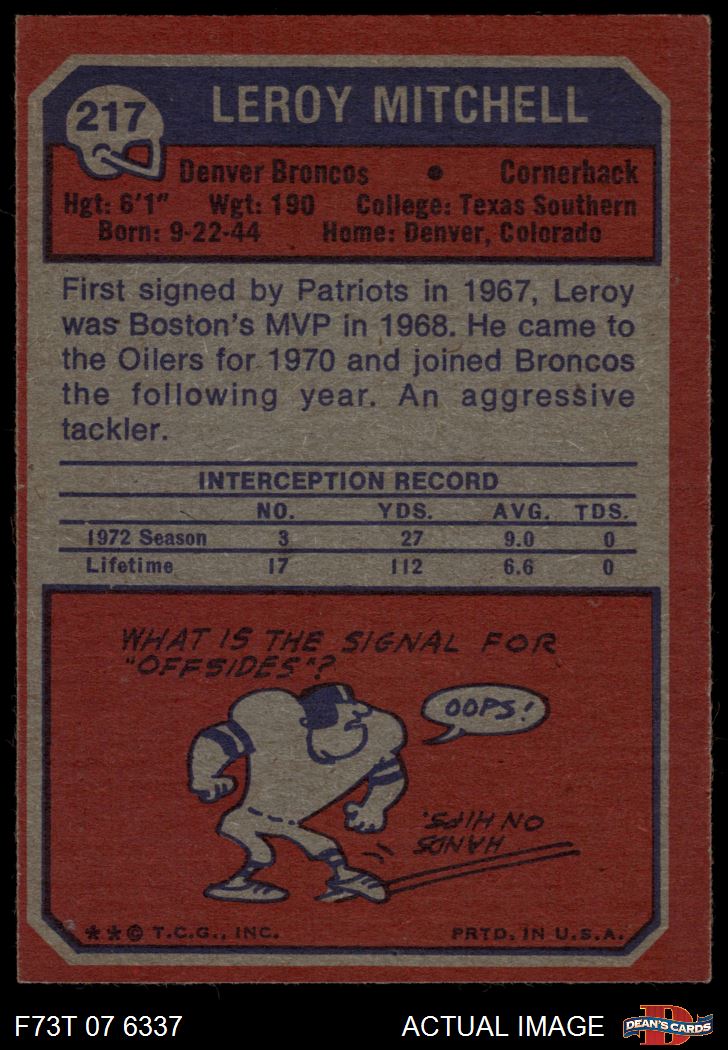 217
LEROY MITCHELL
Denver Broncos • Cornerback
Hgt: 6'1" Wgt: 190 College: Texas Southern
Born: 9-22-44 Home: Denver, Colorado
First signed by Patriots in 1967, Leroy
was Boston's MVP in 1968. He came to
the Oilers for 1970 and joined Broncos
the following year. An aggressive
tackler.
INTERCEPTION RECORD
NO. YDS. AVG. TDS.
1972 Season 3 27 9.0 0
Lifetime 17 112 6.6 0
WHAT IS THE SIGNAL FOR
"OFFSIDES"?
OOPS!
HANDS
ON HIPS.
**© T.C.G., INC. PRTD. IN U.S.A.
F73T 07 6337 ACTUAL IMAGE DEAN'S CARDS